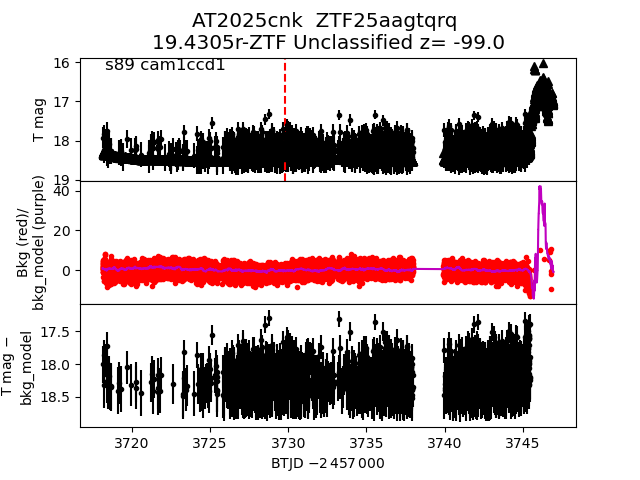 AT2025cnk  ZTF25aagtqrq
19.4305r-ZTF Unclassified z= -99.0
s89 cam1ccd1
T mag
16
17
18
19
Bkg (red)/
bkg_model (purple)
40
20
0
T mag −
bkg_model
17.5
18.0
18.5
3720
3725
3730
3735
3740
3745
BTJD −2 457 000